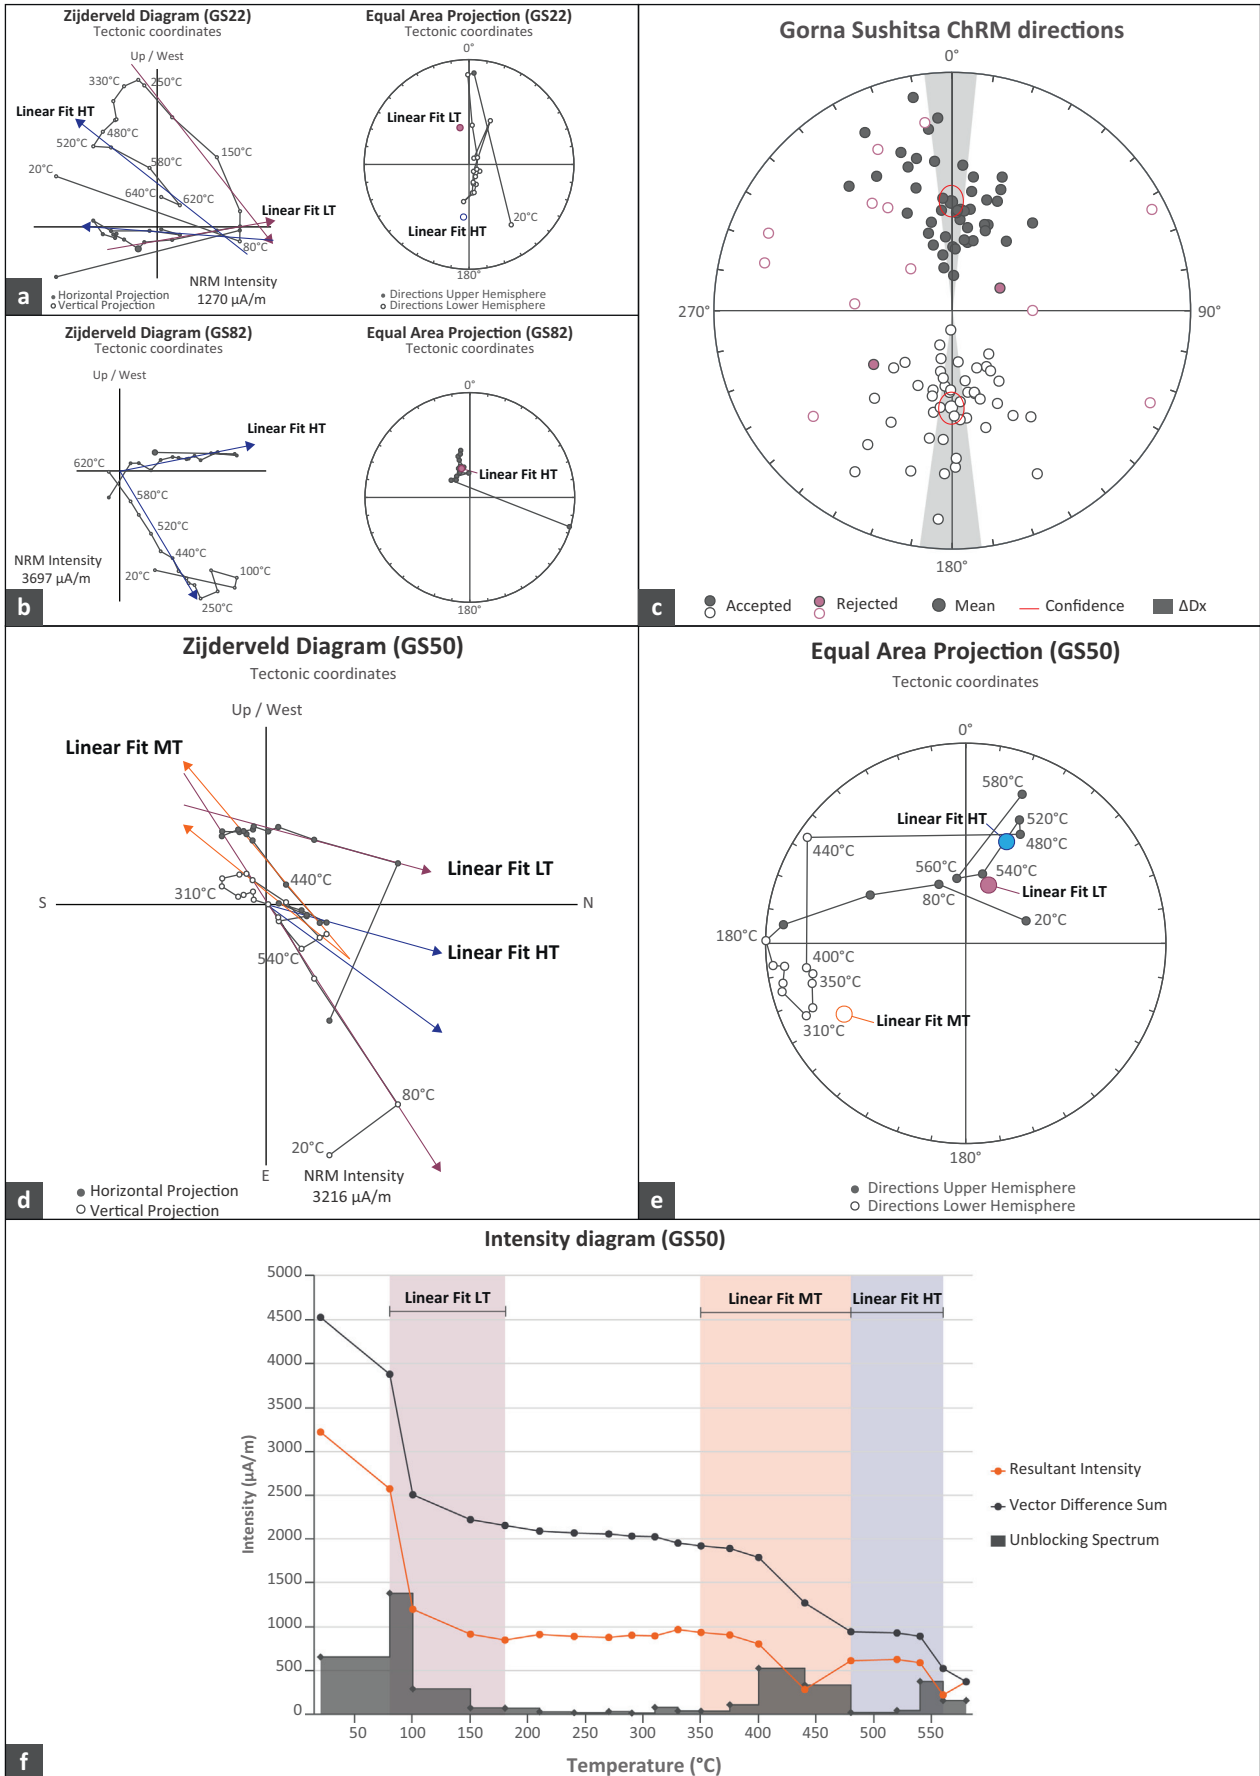 Zijderveld Diagram (GS22)
Tectonic coordinates
Up / West
330°C
250°C
Linear Fit HT
480°C
520°C
150°C
580°C
20°C
640°C
620°C
Linear Fit LT
80°C
NRM Intensity
1270 µA/m
Horizontal Projection
Vertical Projection
a
Equal Area Projection (GS22)
Tectonic coordinates
0°
Linear Fit LT
20°C
Linear Fit HT
180°
Directions Upper Hemisphere
Directions Lower Hemisphere
Zijderveld Diagram (GS82)
Tectonic coordinates
Up / West
Linear Fit HT
620°C
580°C
520°C
440°C
NRM Intensity
3697 µA/m
20°C
100°C
250°C
b
Equal Area Projection (GS82)
Tectonic coordinates
0°
Linear Fit HT
180°
Gorna Sushitsa ChRM directions
0°
270°
90°
180°
c
Accepted
Rejected
Mean
Confidence
ΔDx
Zijderveld Diagram (GS50)
Tectonic coordinates
Up / West
Linear Fit MT
Linear Fit LT
440°C
310°C
S
N
Linear Fit HT
540°C
80°C
20°C
E
NRM Intensity
3216 µA/m
Horizontal Projection
Vertical Projection
d
Equal Area Projection (GS50)
Tectonic coordinates
0°
580°C
Linear Fit HT
520°C
480°C
440°C
560°C
540°C
80°C
Linear Fit LT
20°C
180°C
400°C
350°C
310°C
Linear Fit MT
180°
Directions Upper Hemisphere
Directions Lower Hemisphere
e
Intensity diagram (GS50)
5000
4500
4000
3500
3000
2500
2000
1500
1000
500
0
Intensity (µA/m)
Linear Fit LT
Linear Fit MT
Linear Fit HT
Resultant Intensity
Vector Difference Sum
Unblocking Spectrum
50
100
150
200
250
300
350
400
450
500
550
Temperature (°C)
f